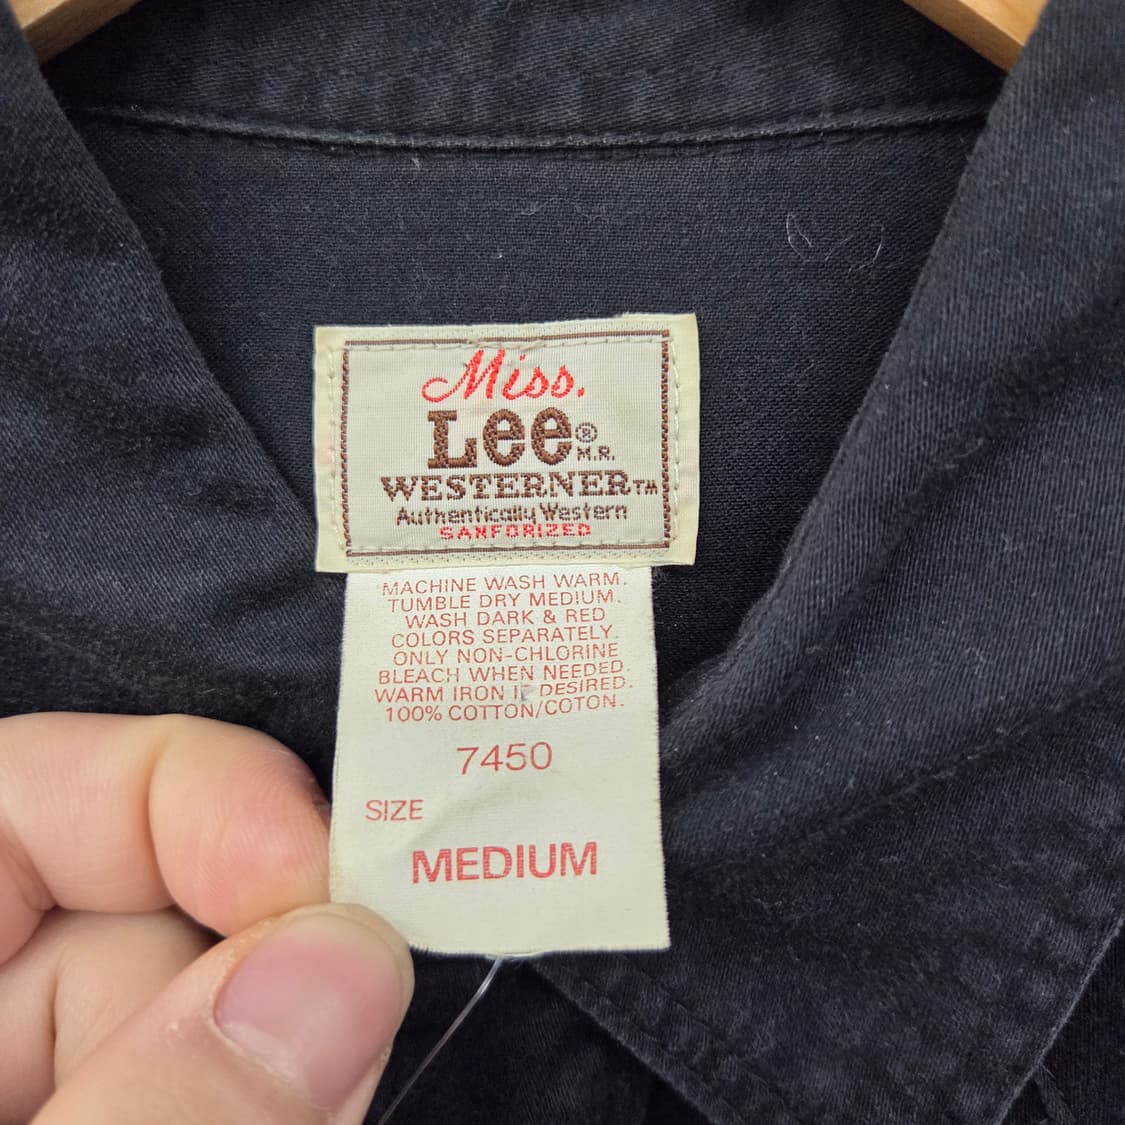 Miss.
Lee® M.R.
WESTERNER™
Authentically Western
SANFORIZED
MACHINE WASH WARM.
TUMBLE DRY MEDIUM.
WASH DARK & RED
COLORS SEPARATELY.
ONLY NON-CHLORINE
BLEACH WHEN NEEDED.
WARM IRON IF DESIRED.
100% COTTON/COTON.
7450
SIZE
MEDIUM